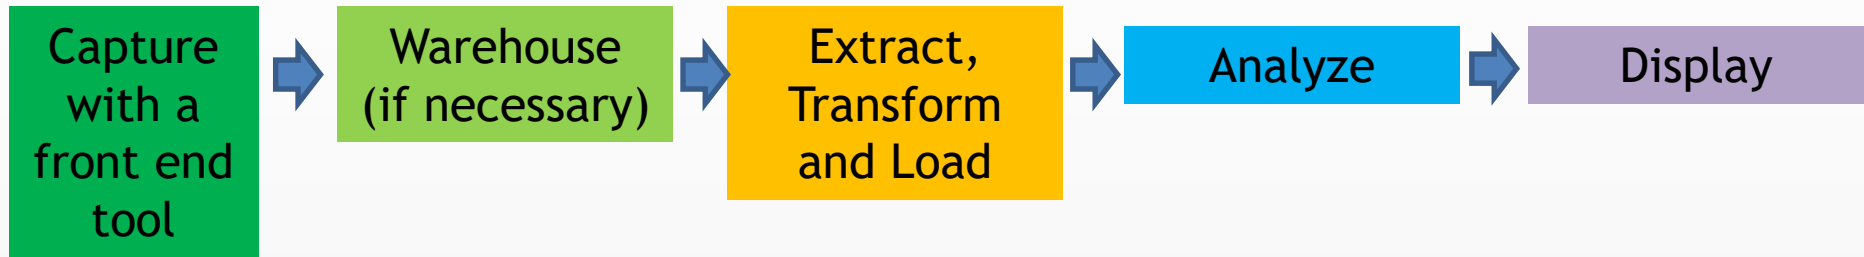 Capture
with a
front end
tool
Warehouse
(if necessary)
Extract,
Transform
and Load
Analyze
Display